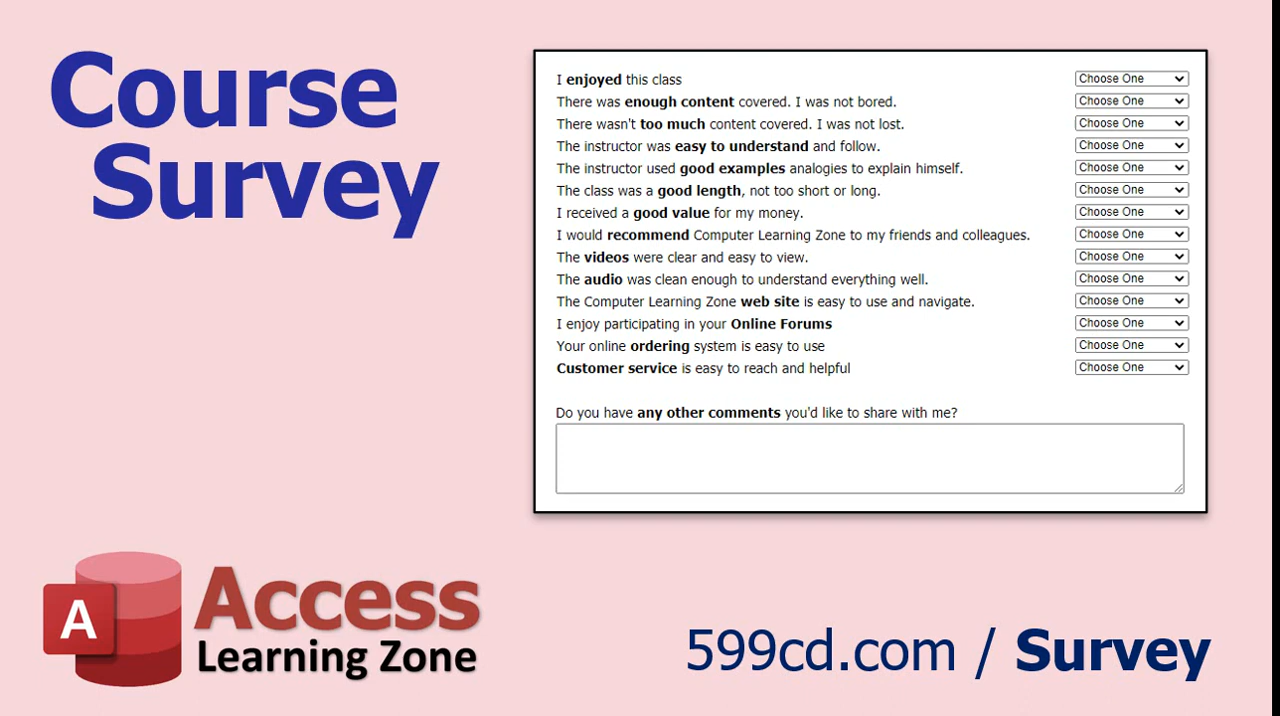 Course
Survey
I enjoyed this class Choose One
There was enough content covered. I was not bored. Choose One
There wasn't too much content covered. I was not lost. Choose One
The instructor was easy to understand and follow. Choose One
The instructor used good examples analogies to explain himself. Choose One
The class was a good length, not too short or long. Choose One
I received a good value for my money. Choose One
I would recommend Computer Learning Zone to my friends and colleagues. Choose One
The videos were clear and easy to view. Choose One
The audio was clean enough to understand everything well. Choose One
The Computer Learning Zone web site is easy to use and navigate. Choose One
I enjoy participating in your Online Forums Choose One
Your online ordering system is easy to use Choose One
Customer service is easy to reach and helpful Choose One
Do you have any other comments you'd like to share with me?
A
Access
Learning Zone
599cd.com / Survey